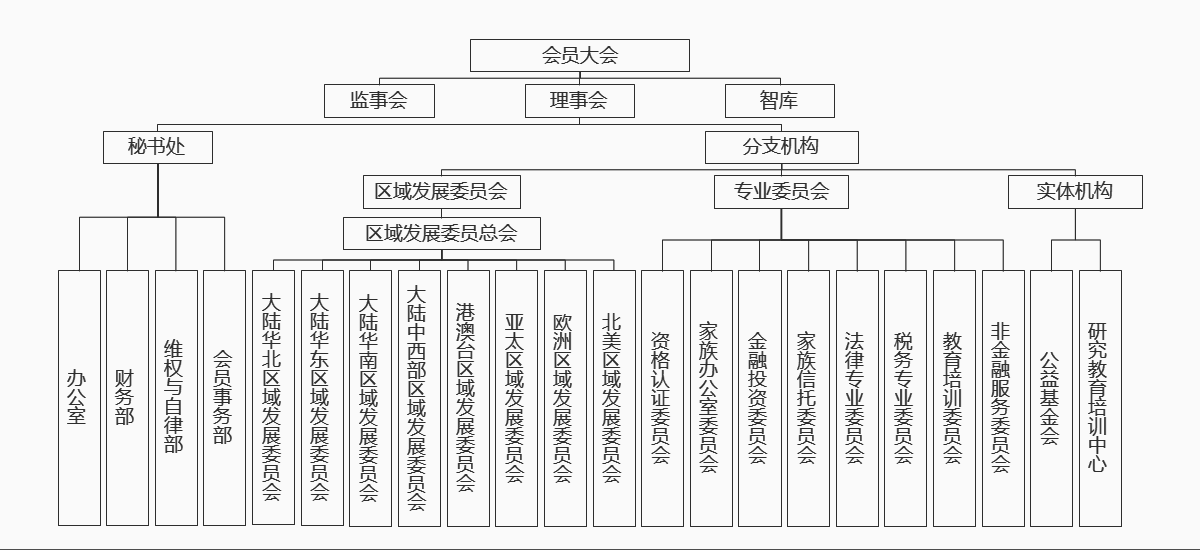 会员大会
监事会
理事会
智库
秘书处
分支机构
区域发展委员会
专业委员会
实体机构
区域发展委员总会
办公室
财务部
维权与自律部
会员事务部
大陆华北区域发展委员会
大陆华东区域发展委员会
大陆华南区域发展委员会
大陆中西部区域发展委员会
港澳台区域发展委员会
亚太区域发展委员会
欧洲区域发展委员会
北美区域发展委员会
资格认证委员会
家族办公室委员会
金融投资委员会
家族信托委员会
法律专业委员会
税务专业委员会
教育培训委员会
非金融服务委员会
公益基金会
研究教育培训中心